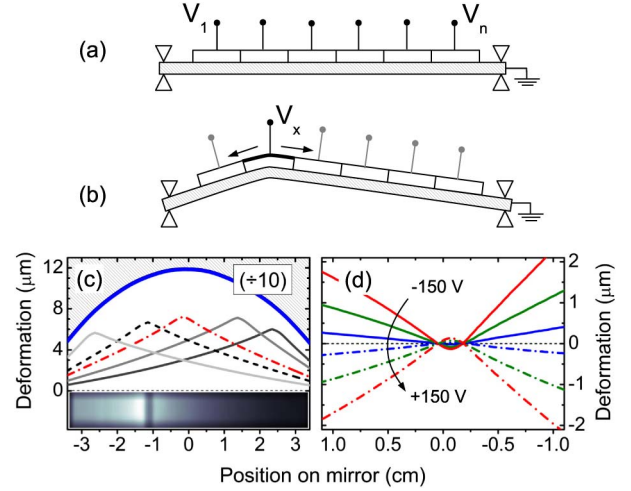 V1 Vn
(a)
Vx
(b)
(c) (÷10)
12
8
4
0
Deformation (μm)
-3 -2 -1 0 1 2 3
(d)
-150 V
+150 V
2
1
0
-1
-2
Deformation (μm)
1.0 0.5 0.0 -0.5 -1.0
Position on mirror (cm)